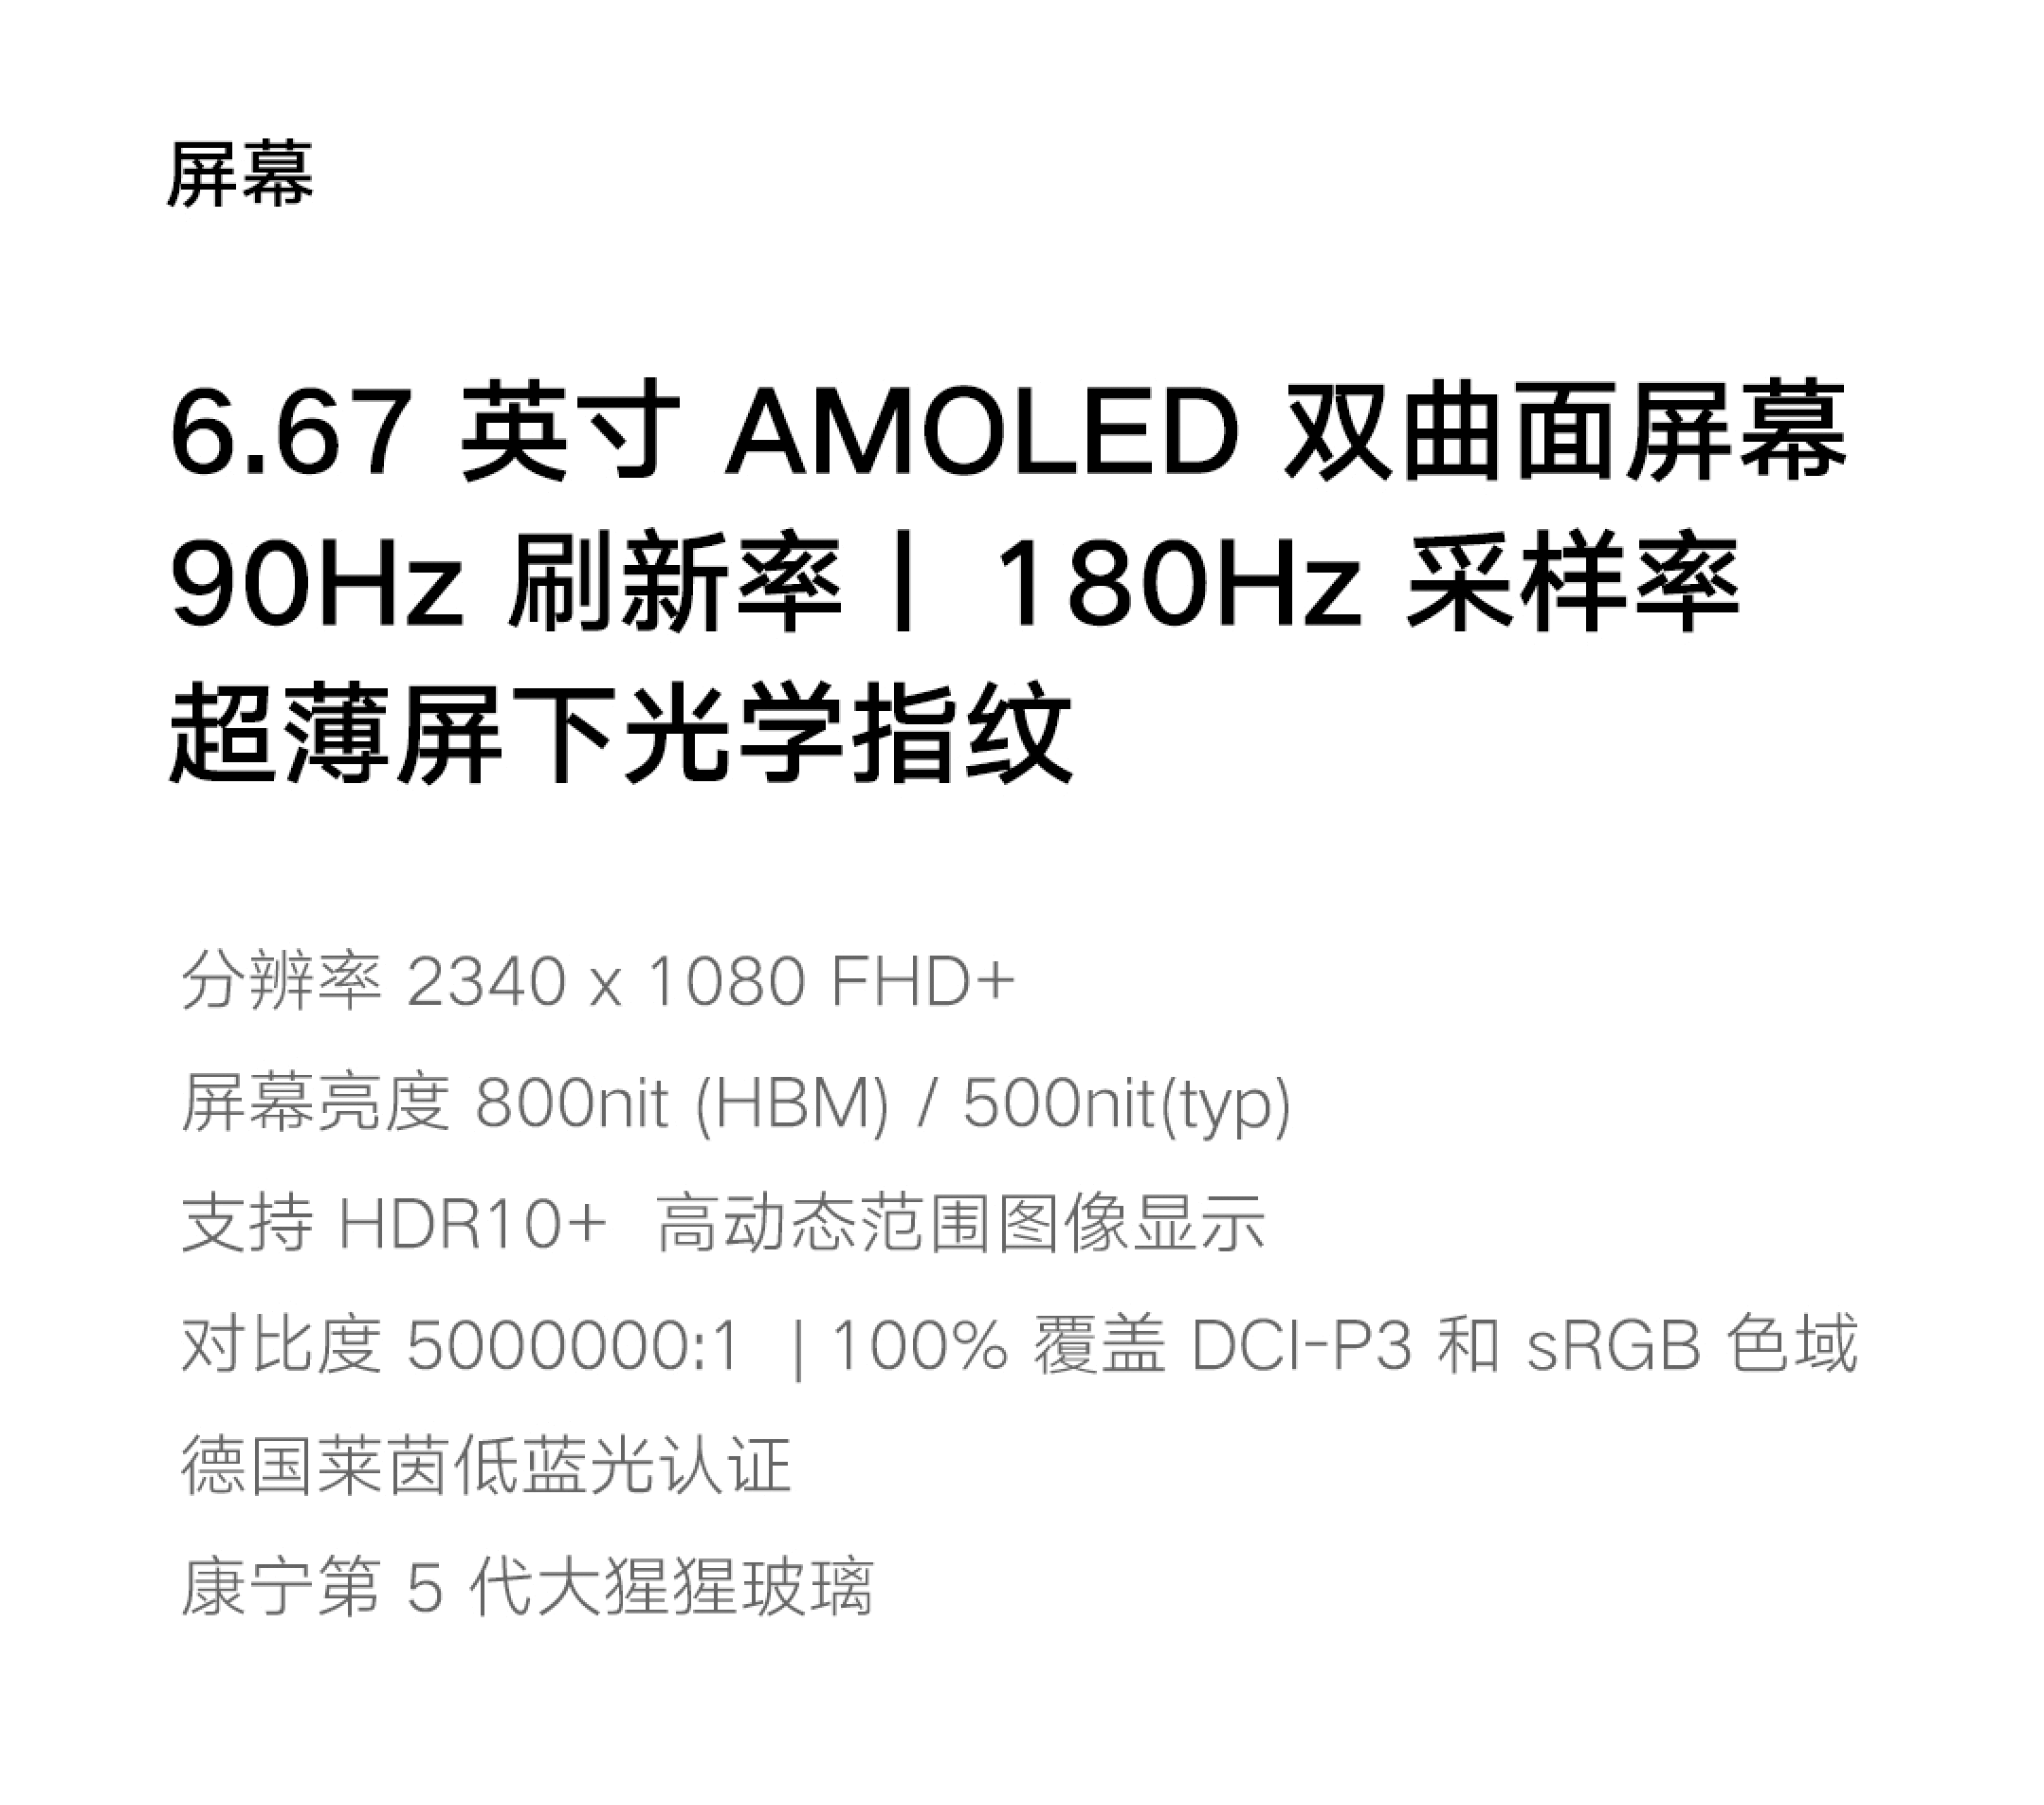 屏幕
6.67 英寸 AMOLED 双曲面屏幕
90Hz 刷新率 | 180Hz 采样率
超薄屏下光学指纹
分辨率 2340 x 1080 FHD+
屏幕亮度 800nit (HBM) / 500nit(typ)
支持 HDR10+ 高动态范围图像显示
对比度 5000000:1 | 100% 覆盖 DCI-P3 和 sRGB 色域
德国莱茵低蓝光认证
康宁第 5 代大猩猩玻璃